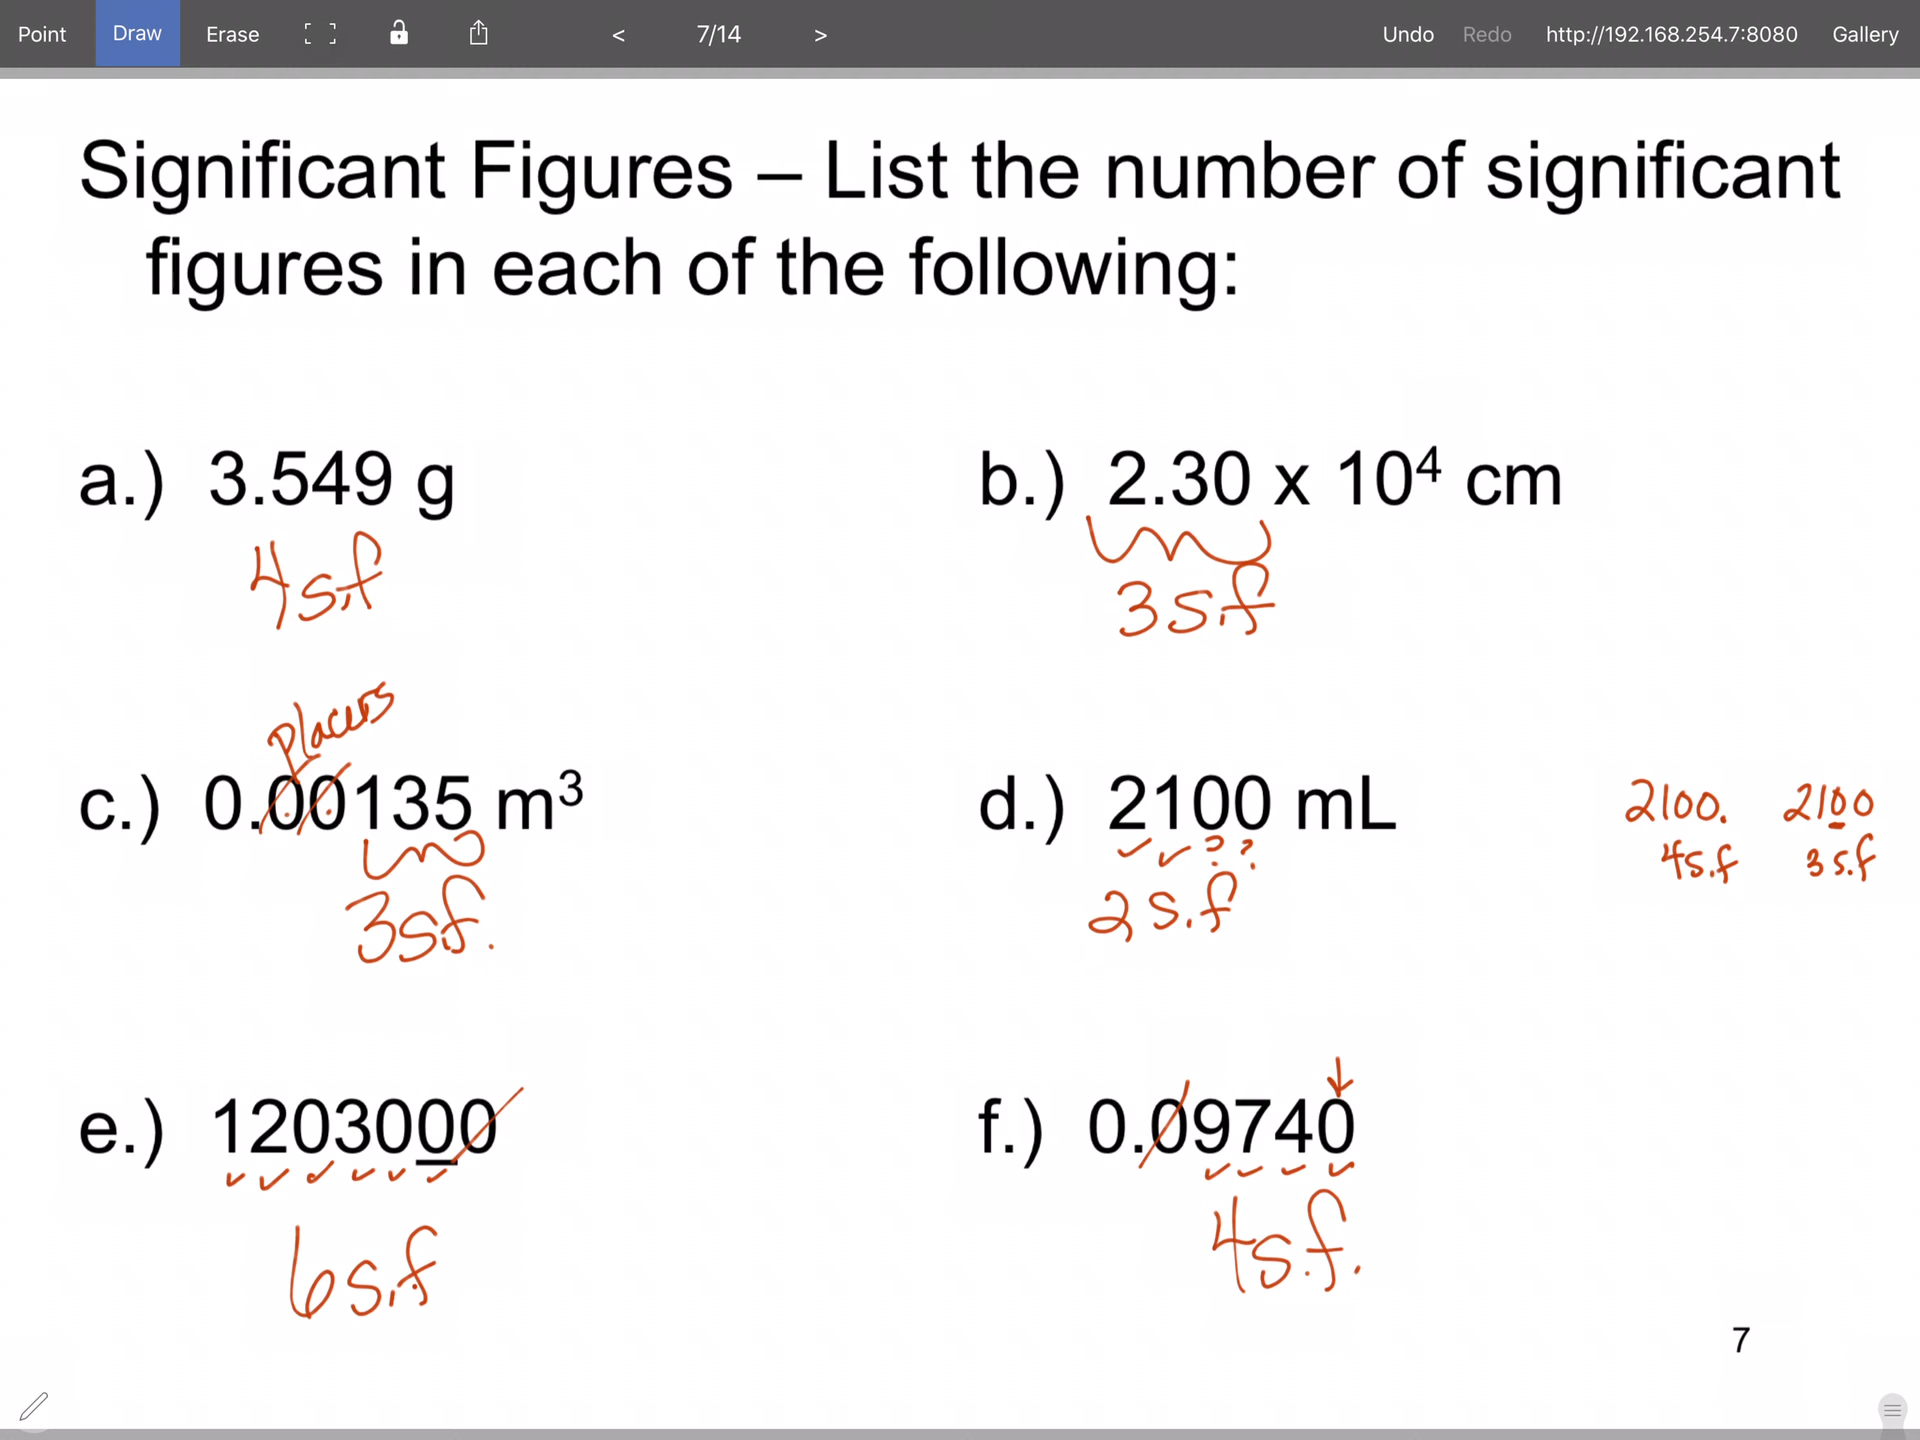 Point Draw Erase < 7/14 > Undo Redo http://192.168.254.7:8080 Gallery
Significant Figures – List the number of significant
figures in each of the following:
a.) 3.549 g
4 s.f
b.) 2.30 x 10⁴ cm
3 s.f
placers
c.) 0.00135 m³
3 s.f.
d.) 2100 mL
? ?
2 s.f
2100. 2100
4 s.f 3 s.f
e.) 1203000
6 s.f
f.) 0.09740
4 s.f.
7